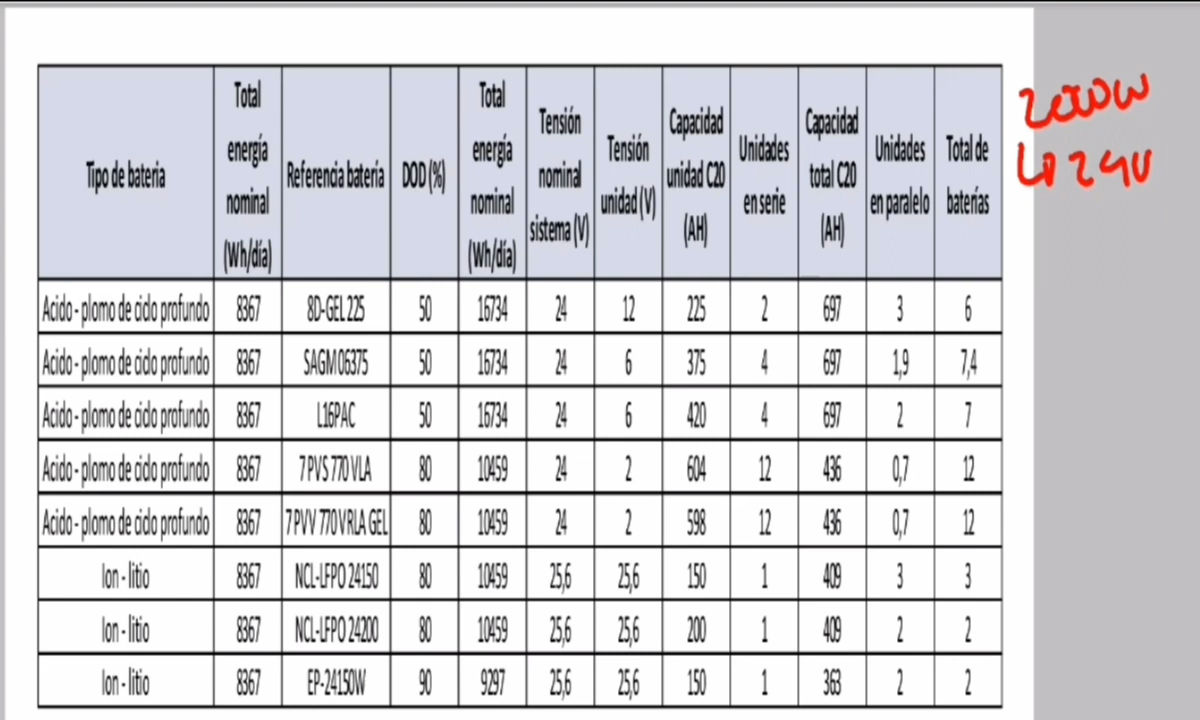 Tipo de bateria | Total energía nominal (Wh/día) | Referencia batería | DOD (%) | Total energía nominal (Wh/día) | Tensión nominal sistema (V) | Tensión unidad (V) | Capacidad unidad C20 (AH) | Unidades en serie | Capacidad total C20 (AH) | Unidades en paralelo | Total de baterías
Acido - plomo de ciclo profundo | 8367 | 8D-GEL 225 | 50 | 16734 | 24 | 12 | 225 | 2 | 697 | 3 | 6
Acido - plomo de ciclo profundo | 8367 | SAGM 06375 | 50 | 16734 | 24 | 6 | 375 | 4 | 697 | 1,9 | 7,4
Acido - plomo de ciclo profundo | 8367 | L16PAC | 50 | 16734 | 24 | 6 | 420 | 4 | 697 | 2 | 7
Acido - plomo de ciclo profundo | 8367 | 7 PVS 770 VLA | 80 | 10459 | 24 | 2 | 604 | 12 | 436 | 0,7 | 12
Acido - plomo de ciclo profundo | 8367 | 7 PVV 770 VRLA GEL | 80 | 10459 | 24 | 2 | 598 | 12 | 436 | 0,7 | 12
Ion - litio | 8367 | NCL-LFPO 24150 | 80 | 10459 | 25,6 | 25,6 | 150 | 1 | 409 | 3 | 3
Ion - litio | 8367 | NCL-LFPO 24200 | 80 | 10459 | 25,6 | 25,6 | 200 | 1 | 409 | 2 | 2
Ion - litio | 8367 | EP-24150W | 90 | 9297 | 25,6 | 25,6 | 150 | 1 | 363 | 2 | 2
24V